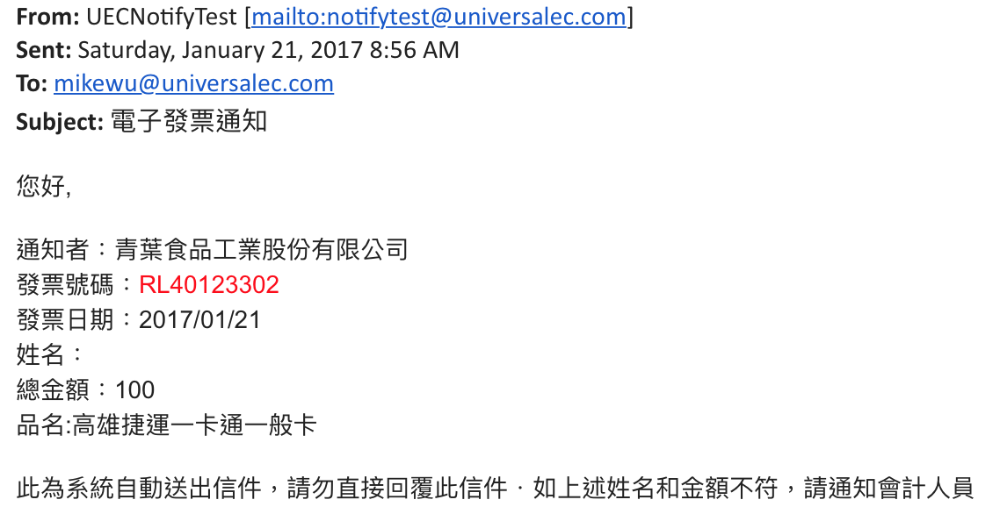 From: UECNotifyTest [mailto:notifytest@universalec.com]
Sent: Saturday, January 21, 2017 8:56 AM
To: mikewu@universalec.com
Subject: 電子發票通知
您好,
通知者：青葉食品工業股份有限公司
發票號碼：RL40123302
發票日期：2017/01/21
姓名：
總金額：100
品名:高雄捷運一卡通一般卡
此為系統自動送出信件，請勿直接回覆此信件．如上述姓名和金額不符，請通知會計人員